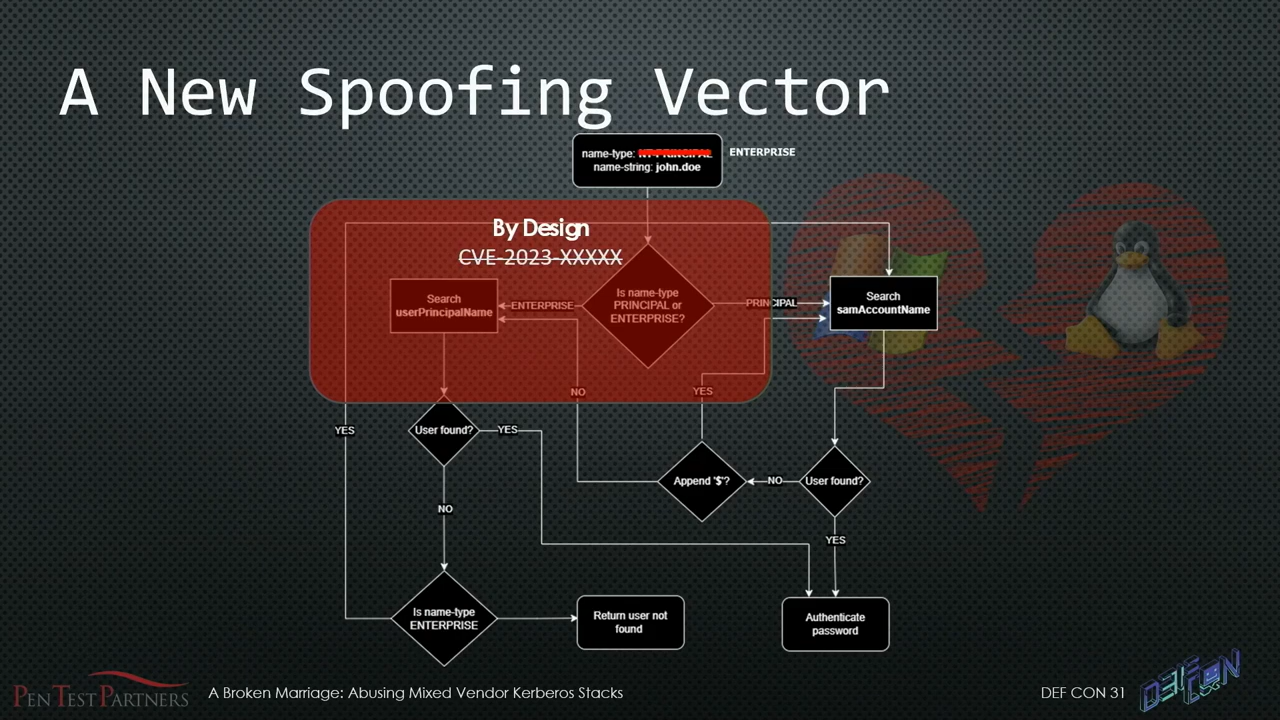 A New Spoofing Vector
name-type: NT-PRINCIPAL
ENTERPRISE
name-string: john.doe
By Design
CVE-2023-XXXXX
Is name-type
PRINCIPAL or
ENTERPRISE?
ENTERPRISE
PRINCIPAL
Search
userPrincipalName
Search
samAccountName
NO
YES
YES
User found?
YES
Append '$'?
NO
User found?
NO
YES
Is name-type
ENTERPRISE
Return user not
found
Authenticate
password
PENTESTPARTNERS
A Broken Marriage: Abusing Mixed Vendor Kerberos Stacks
DEF CON 31
DEF CON